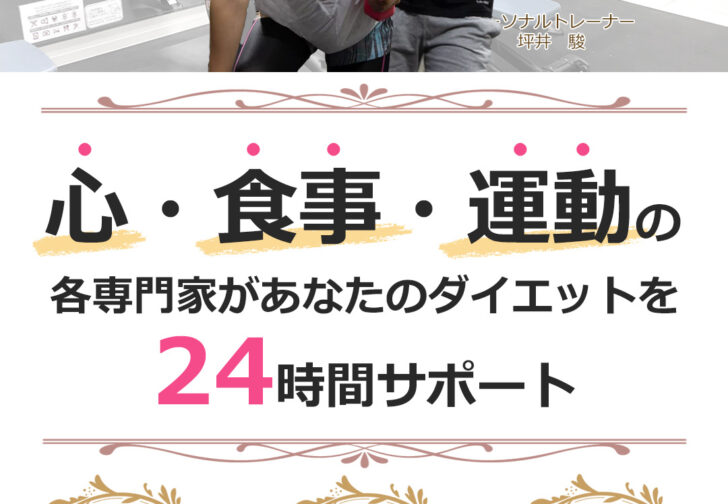 ーソナルトレーナー
坪井 駿
心・食事・運動の
各専門家があなたのダイエットを
24時間サポート